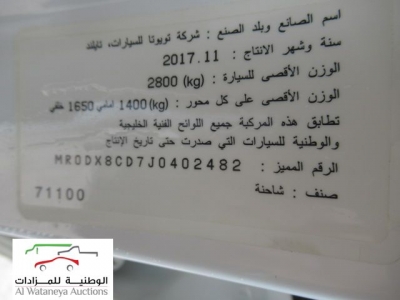 اسم الصانع وبلد الصنع : شركة تويوتا للسيارات، تايلند
سنة وشهر الانتاج : 2017.11
الوزن الأقصى للسيارة : 2800 (kg)
الوزن الأقصى على كل محور : (kg) 1400 أمامي 1650 خلفي
تطابق هذه المركبة جميع اللوائح الفنية الخليجية
والوطنية للسيارات التي صدرت حتى تاريخ الإنتاج
الرقم المميز : MR0DX8CD7J0402482
صنف : شاحنة
71100
الوطنية للمزادات
Al Wataneya Auctions